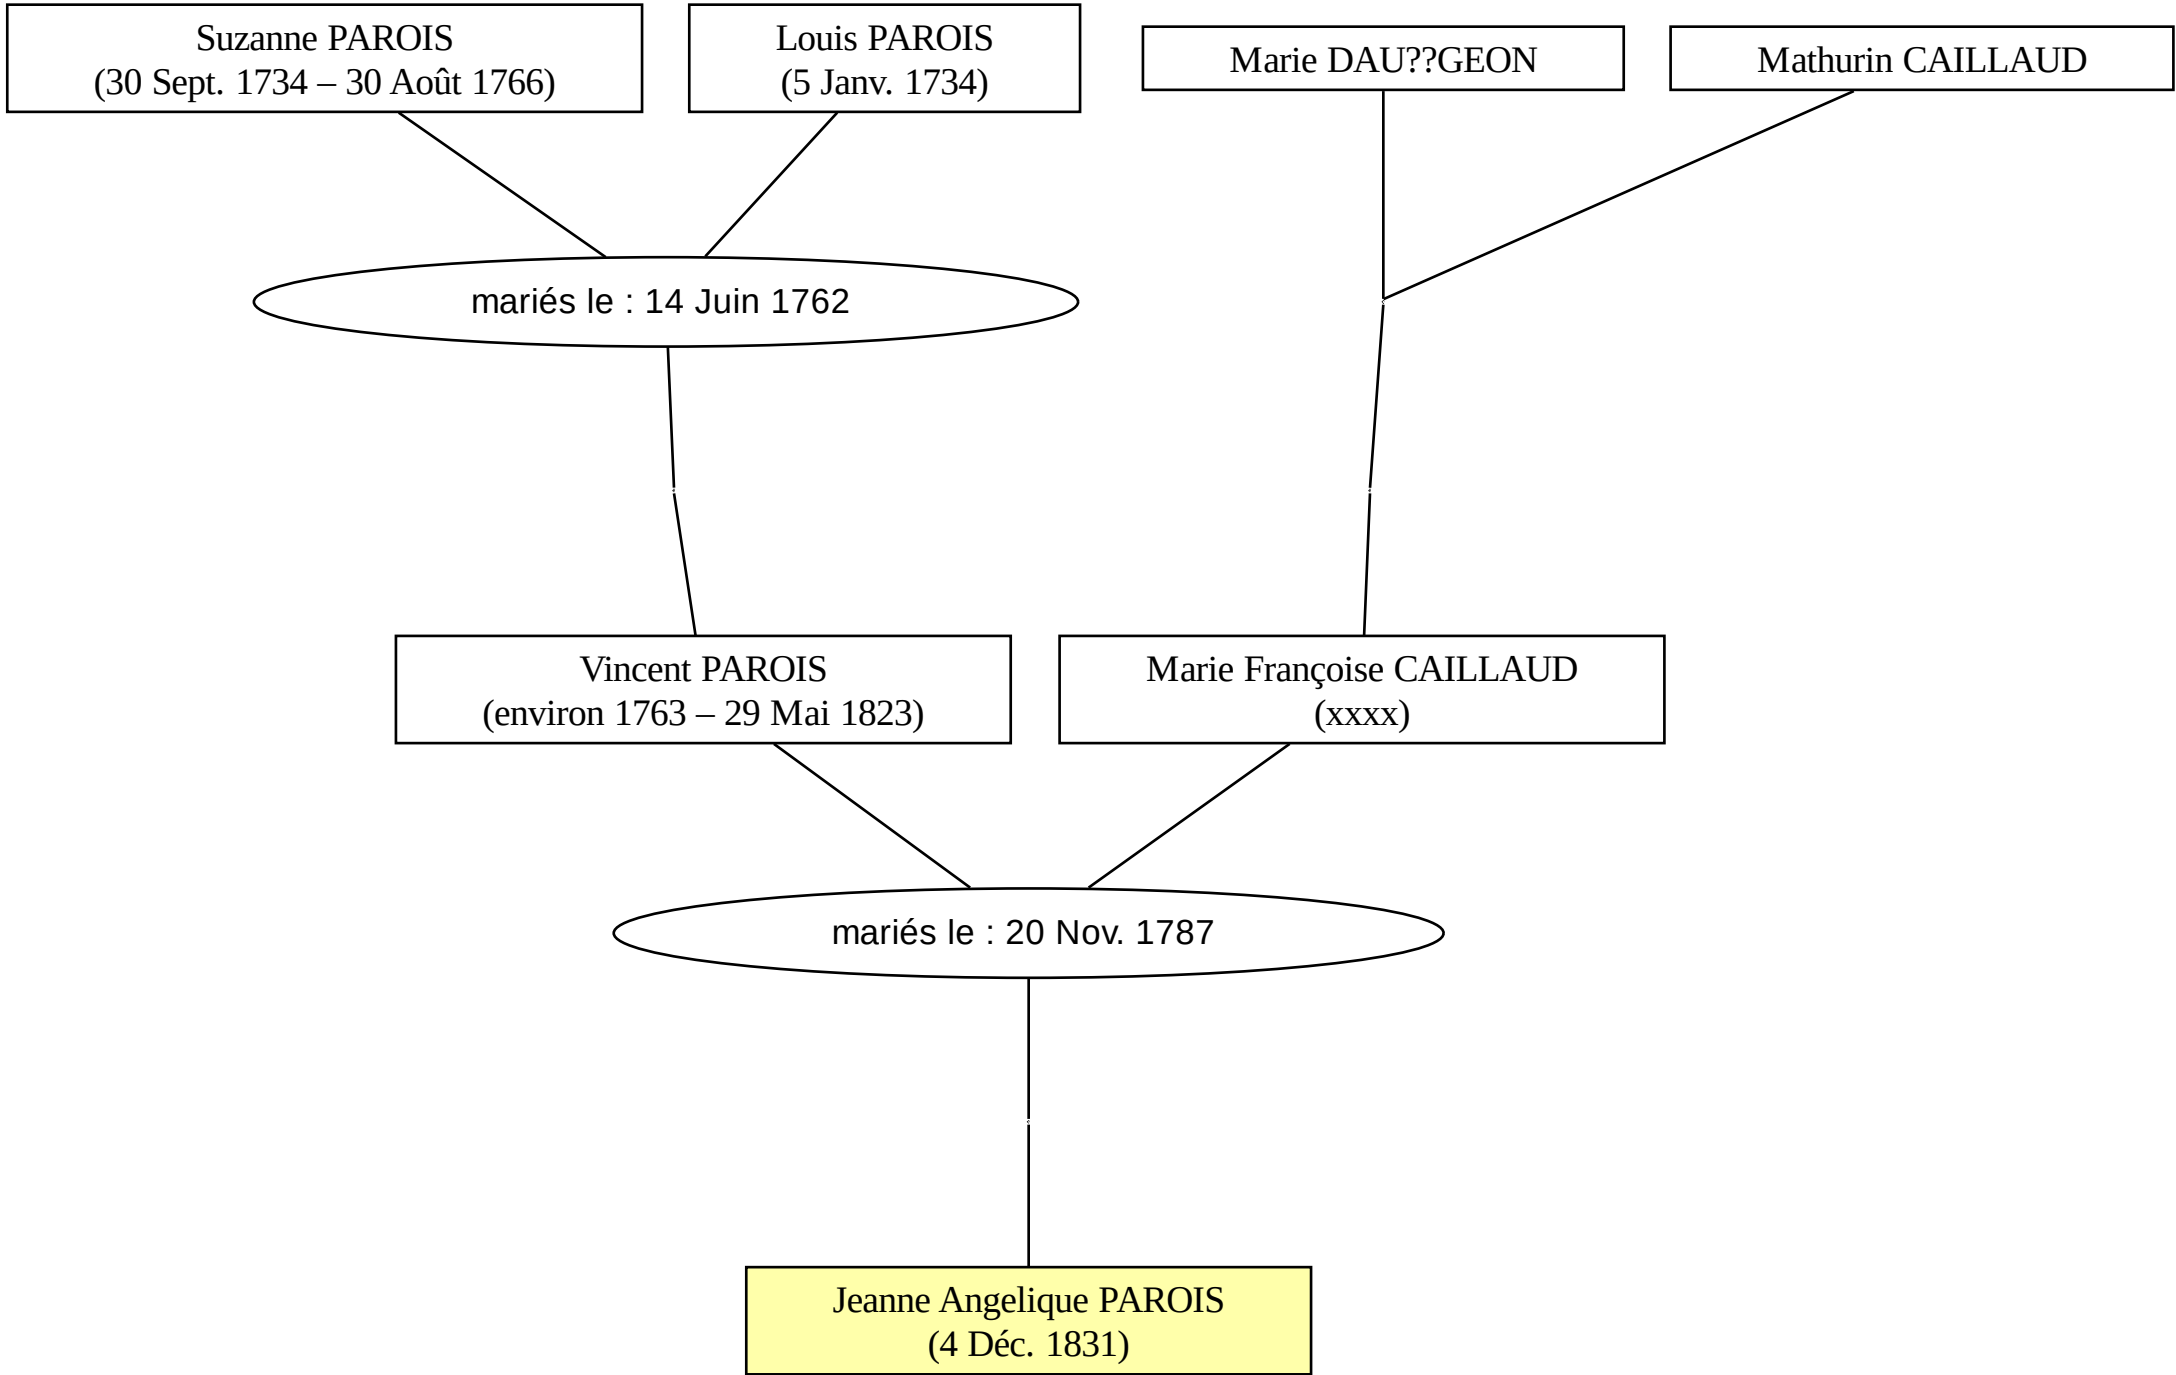 Suzanne PAROIS
(30 Sept. 1734 – 30 Août 1766)
Louis PAROIS
(5 Janv. 1734)
Marie DAU??GEON
Mathurin CAILLAUD
mariés le : 14 Juin 1762
Vincent PAROIS
(environ 1763 – 29 Mai 1823)
Marie Françoise CAILLAUD
(xxxx)
mariés le : 20 Nov. 1787
Jeanne Angelique PAROIS
(4 Déc. 1831)